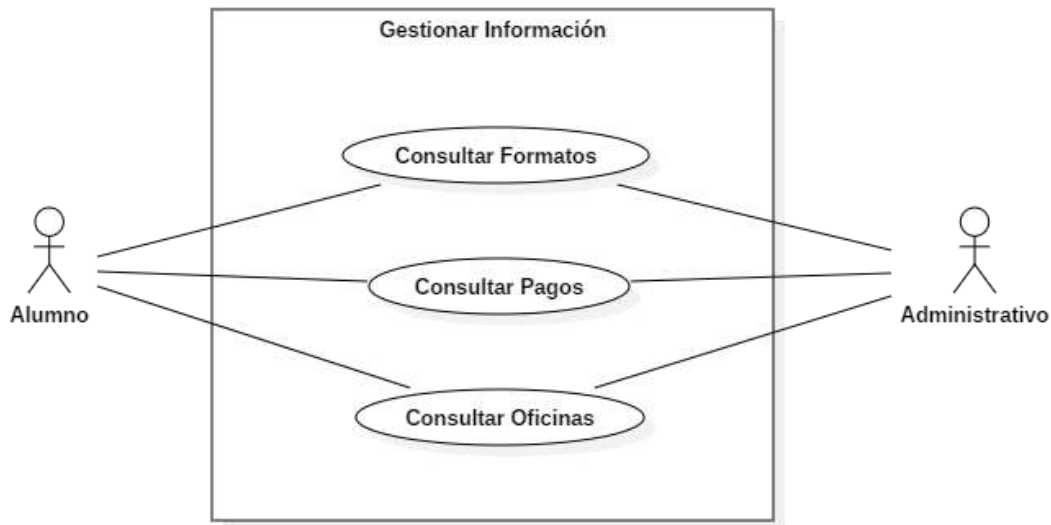 Gestionar Información
Consultar Formatos
Consultar Pagos
Alumno
Administrativo
Consultar Oficinas